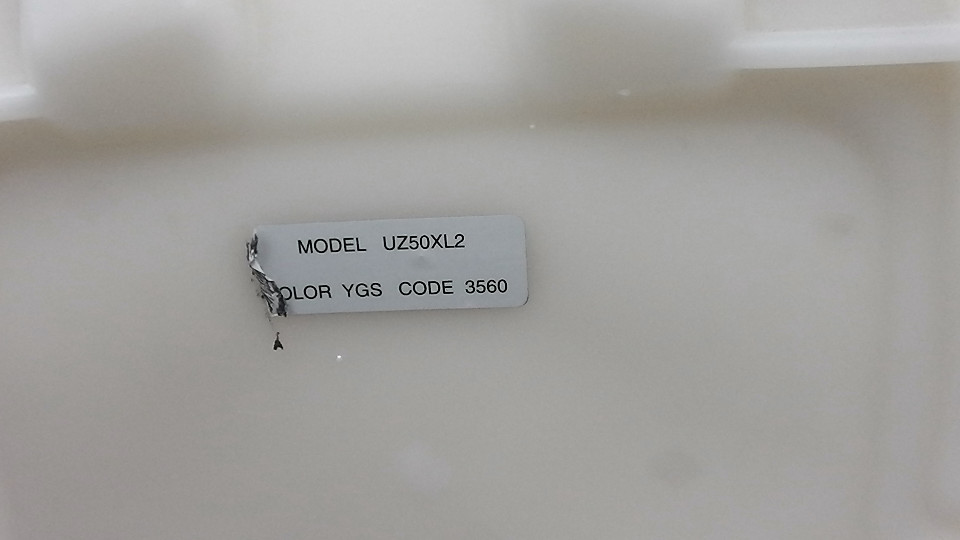 MODEL UZ50XL2
OLOR YGS CODE 3560